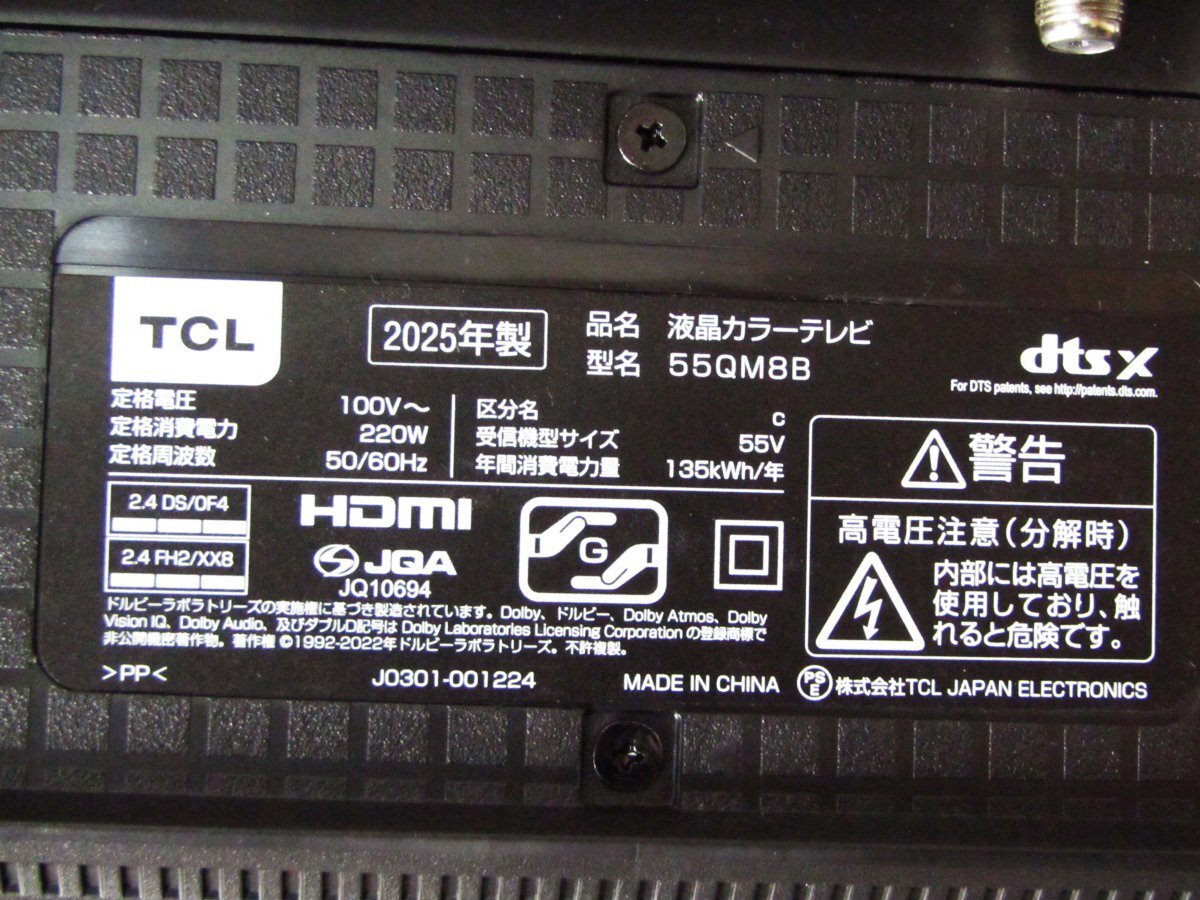 TCL
2025年製
品名 液晶カラーテレビ
型名 55QM8B
dts X
For DTS patents, see http://patents.dts.com.
定格電圧 100V～
定格消費電力 220W
定格周波数 50/60Hz
区分名 C
受信機型サイズ 55V
年間消費電力量 135kWh/年
2.4 DS/OF4
2.4 FH2/XX8
HDMI
JQA
JQ10694
G
警告
高電圧注意(分解時)
内部には高電圧を
使用しており、触
れると危険です。
ドルビーラボラトリーズの実施権に基づき製造されています。Dolby、ドルビー、Dolby Atmos、Dolby
Vision IQ、Dolby Audio、及びダブルD記号は Dolby Laboratories Licensing Corporation の登録商標で
非公開機密著作物。著作権 ©1992-2022年ドルビーラボラトリーズ。不許複製。
>PP<
J0301-001224
MADE IN CHINA
PS
E
株式会社TCL JAPAN ELECTRONICS